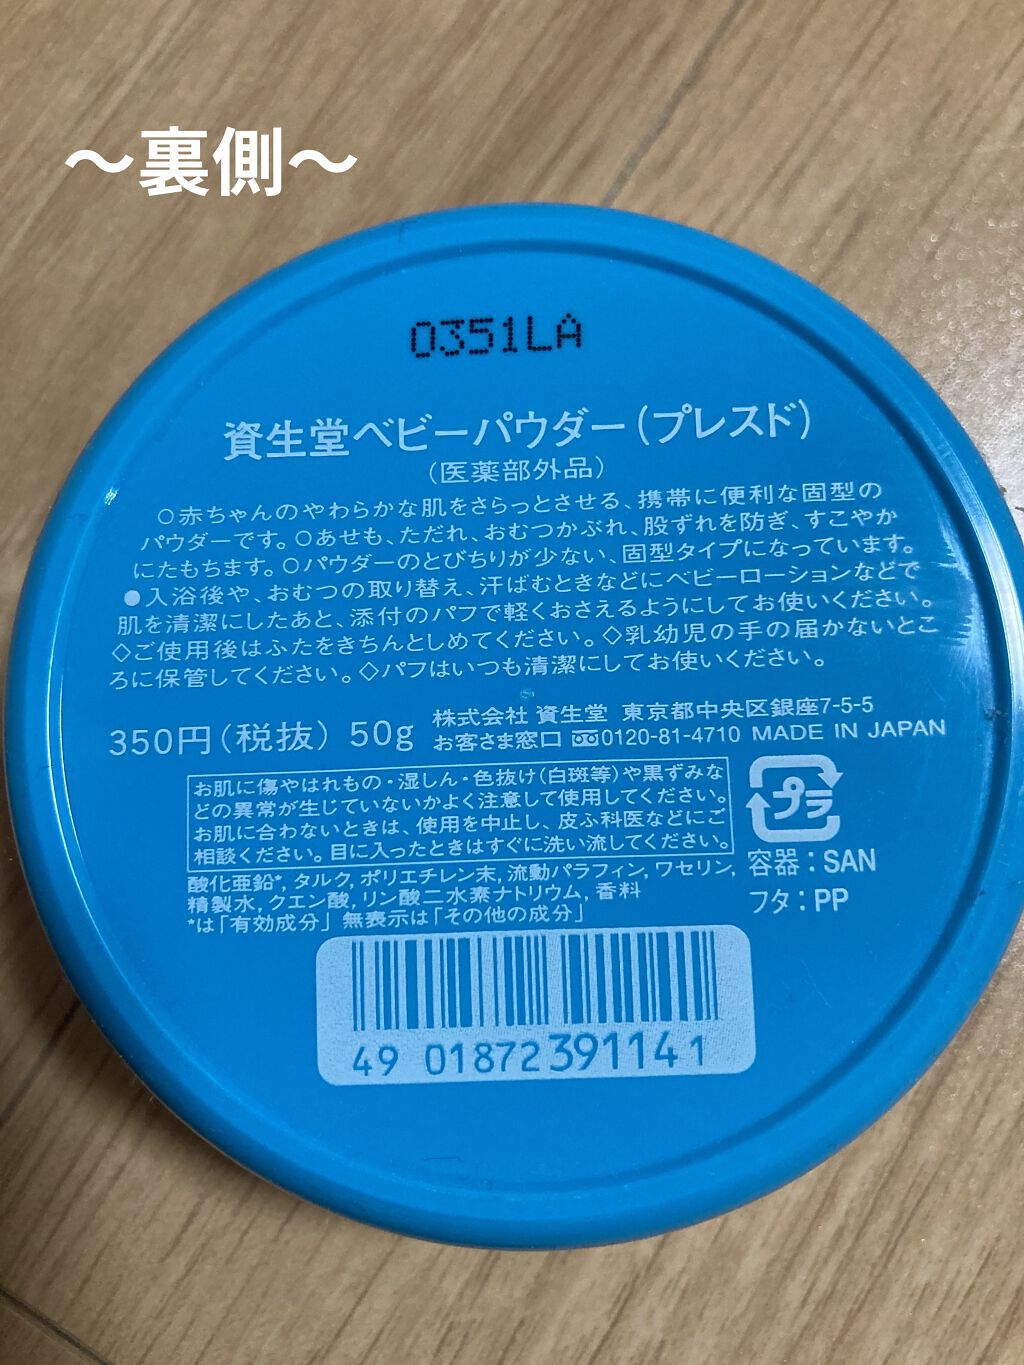 〜裏側〜
0351LA
資生堂ベビーパウダー(プレスド)
(医薬部外品)
○赤ちゃんのやわらかな肌をさらっとさせる、携帯に便利な固型の
パウダーです。○あせも、ただれ、おむつかぶれ、股ずれを防ぎ、すこやか
にたもちます。○パウダーのとびちりが少ない、固型タイプになっています。
●入浴後や、おむつの取り替え、汗ばむときなどにベビーローションなどで
肌を清潔にしたあと、添付のパフで軽くおさえるようにしてお使いください。
◇ご使用後はふたをきちんとしめてください。◇乳幼児の手の届かないとこ
ろに保管してください。◇パフはいつも清潔にしてお使いください。
350円(税抜) 50g
株式会社 資生堂 東京都中央区銀座7-5-5
お客さま窓口 0120-81-4710 MADE IN JAPAN
お肌に傷やはれもの・湿しん・色抜け(白斑等)や黒ずみな
どの異常が生じていないかよく注意して使用してください。
お肌に合わないときは、使用を中止し、皮ふ科医などにご
相談ください。目に入ったときはすぐに洗い流してください。
プラ
容器:SAN
フタ:PP
酸化亜鉛*, タルク, ポリエチレン末, 流動パラフィン, ワセリン,
精製水, クエン酸, リン酸二水素ナトリウム, 香料
*は「有効成分」 無表示は「その他の成分」
49 01872 391141